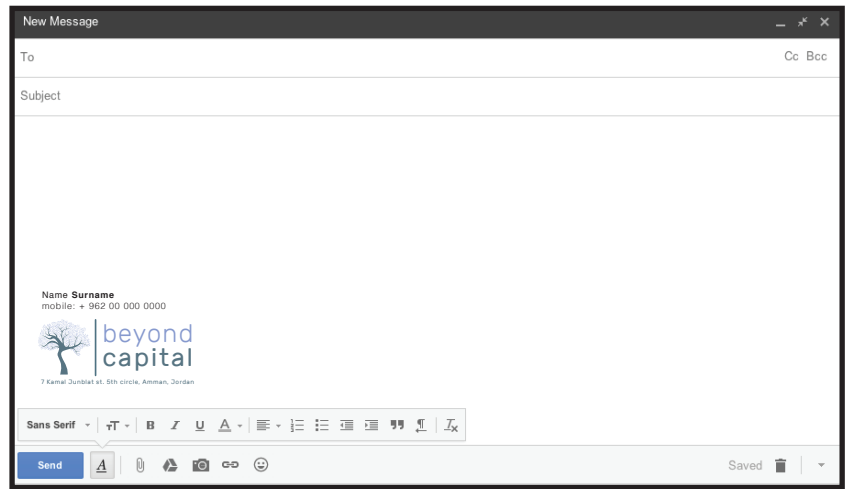 New Message
To Cc Bcc
Subject
Name Surname
mobile: + 962 00 000 0000
beyond
capital
7 Kamal Junblat st. 5th circle, Amman, Jordan
Sans Serif
Send
Saved